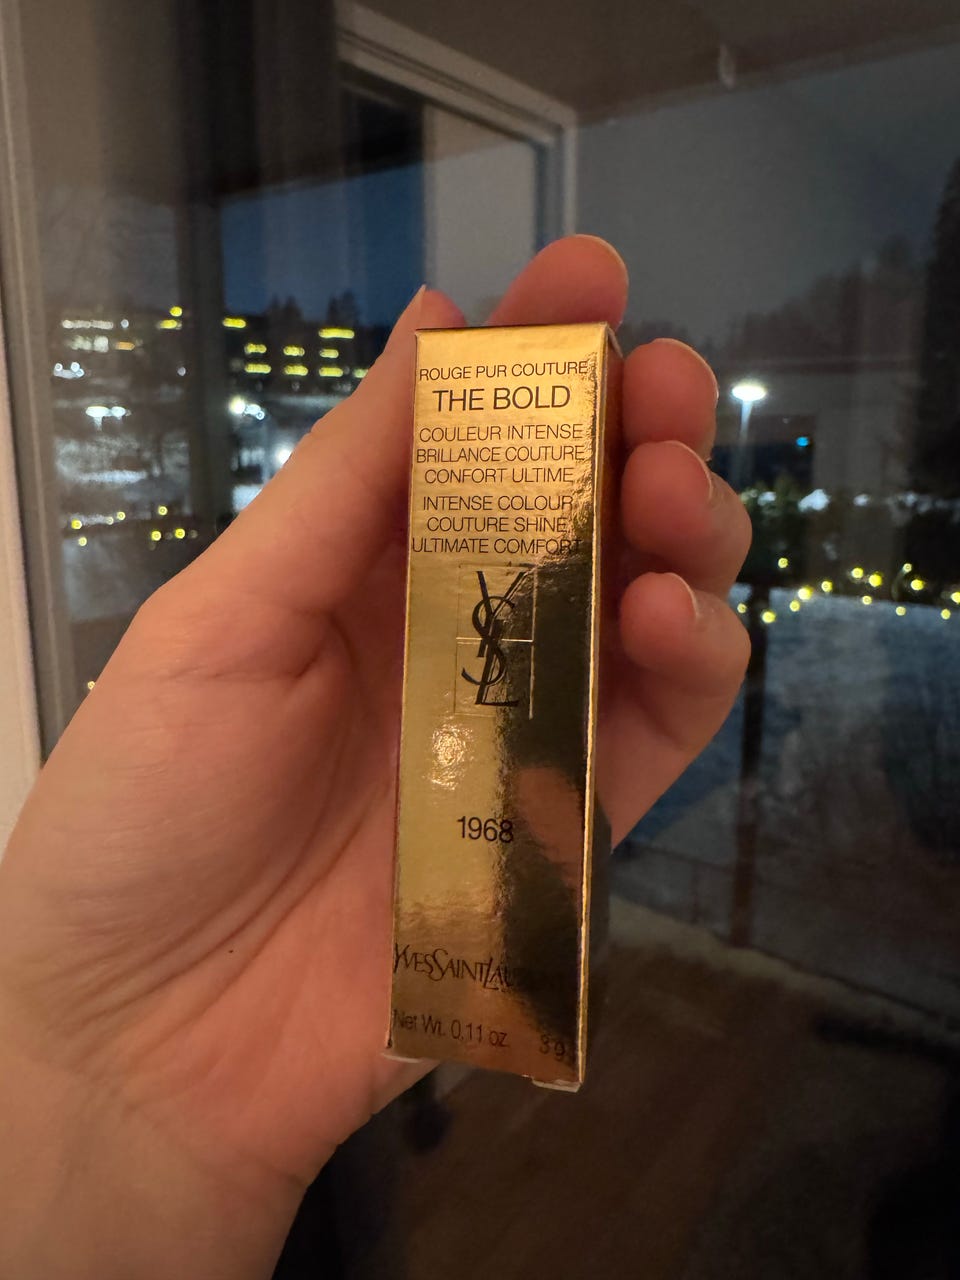 ROUGE PUR COUTURE
THE BOLD
COULEUR INTENSE
BRILLANCE COUTURE
CONFORT ULTIME
INTENSE COLOUR
COUTURE SHINE
ULTIMATE COMFORT
YSL
1968
YVESSAINTLAU
Net Wt. 0.11 oz 3 g